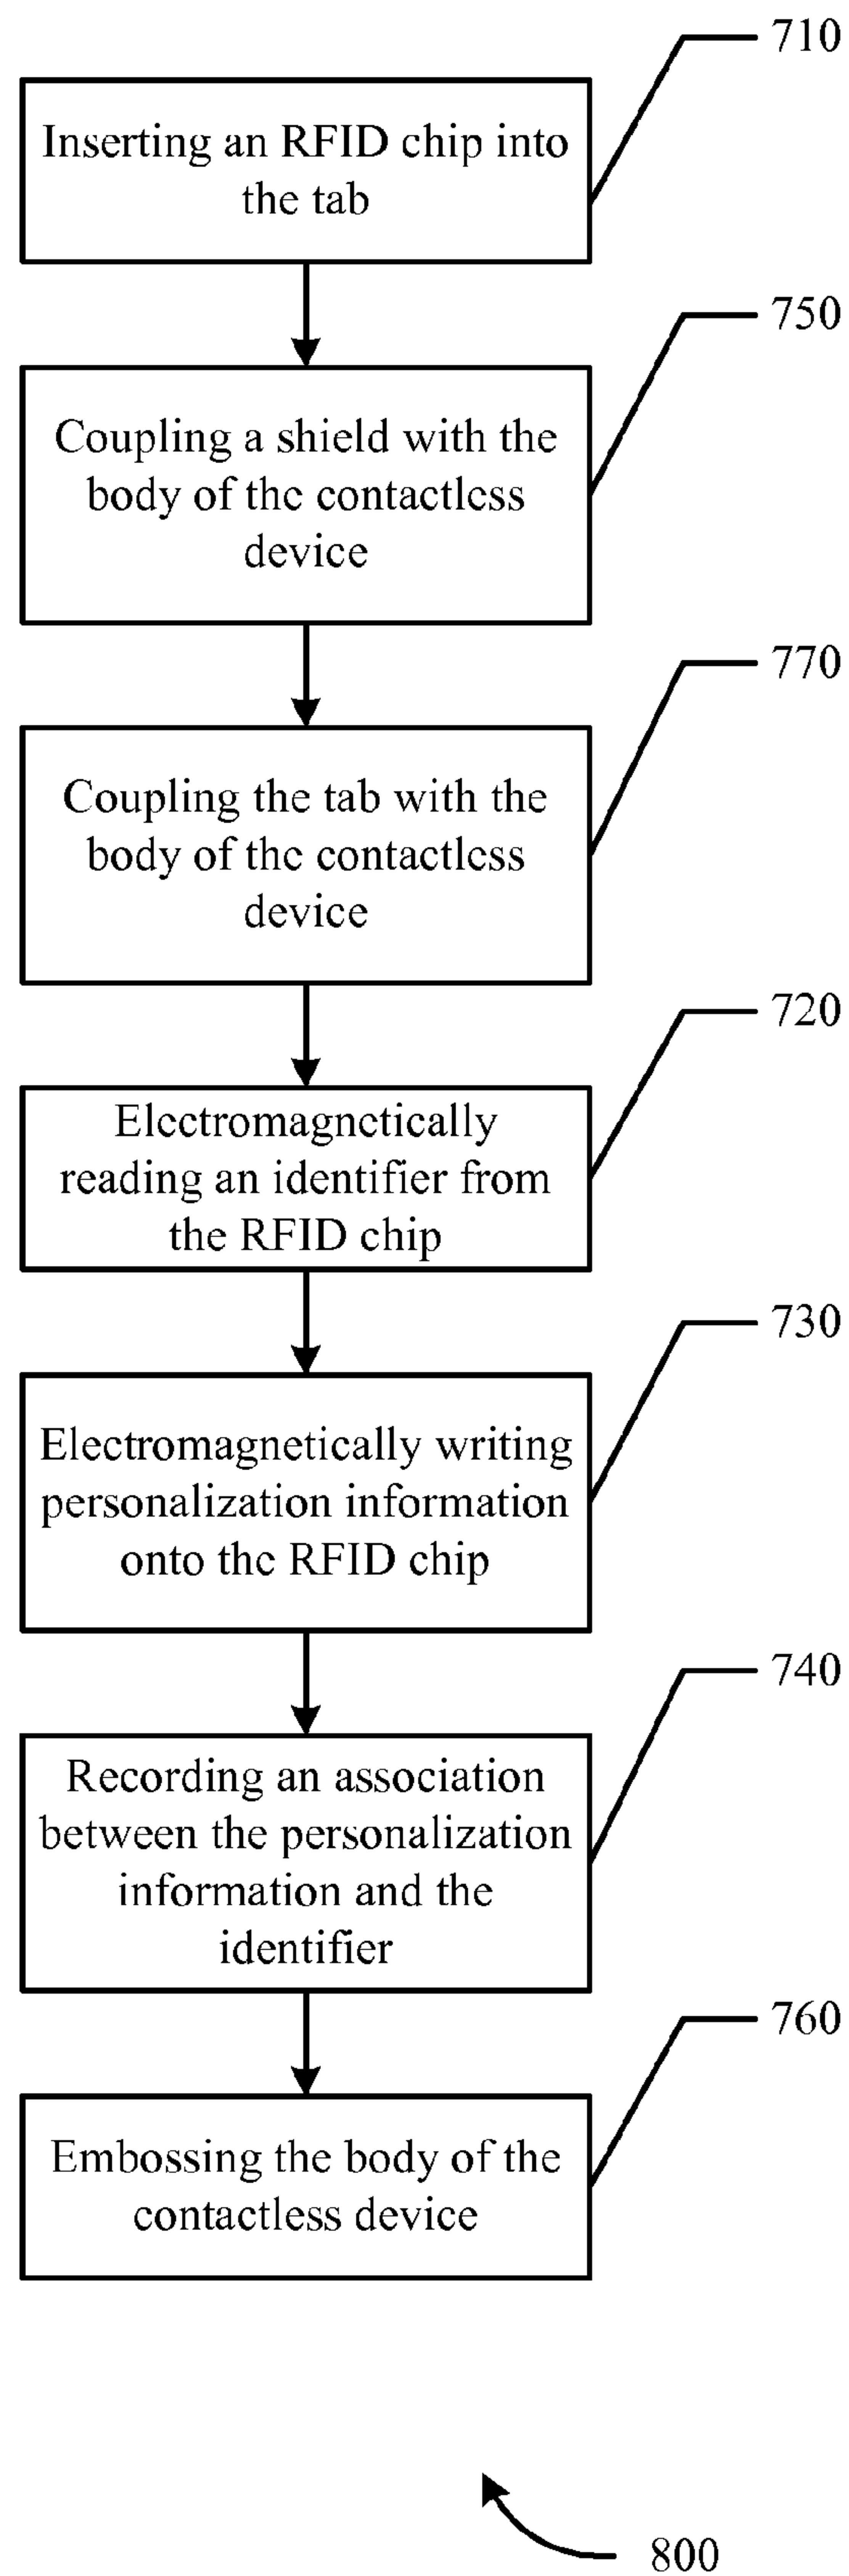 710
Inserting an RFID chip into
the tab
750
Coupling a shield with the
body of the contactless
device
770
Coupling the tab with the
body of the contactless
device
720
Electromagnetically
reading an identifier from
the RFID chip
730
Electromagnetically writing
personalization information
onto the RFID chip
740
Recording an association
between the personalization
information and the
identifier
760
Embossing the body of the
contactless device
800